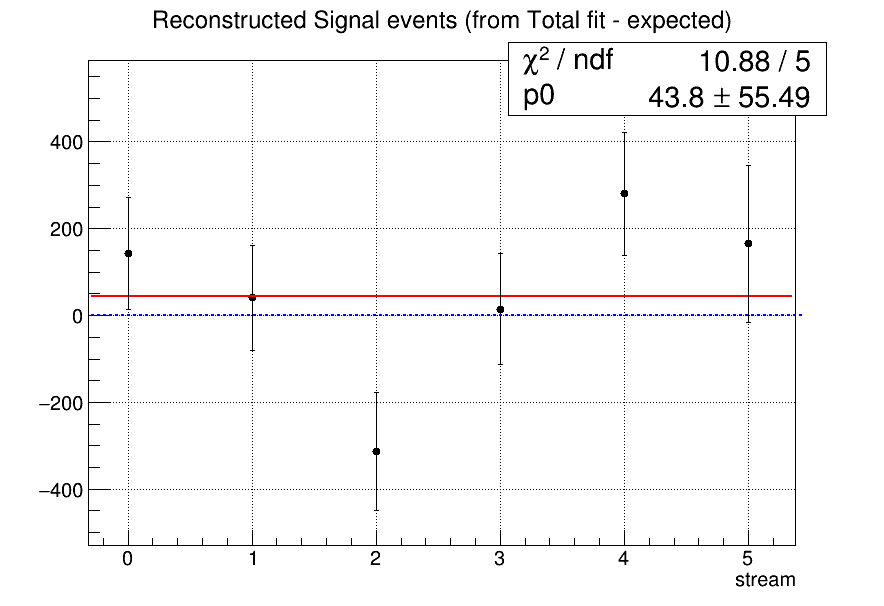 Reconstructed Signal events (from Total fit - expected)
χ² / ndf 10.88 / 5
p0 43.8 ± 55.49
400
200
0
−200
−400
0 1 2 3 4 5
stream